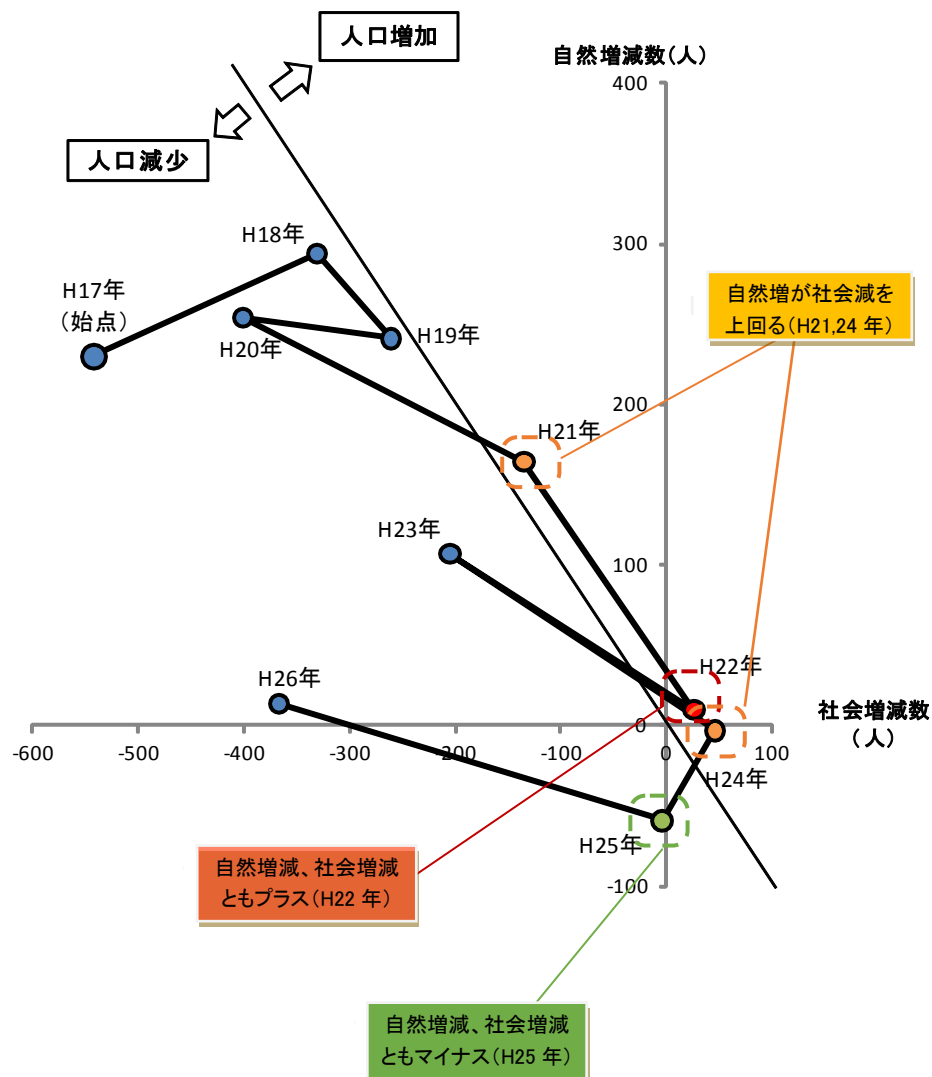 人口増加
自然増減数(人)
400
人口減少
300
H18年
H17年
(始点)
H20年
H19年
自然増が社会減を
上回る(H21,24 年)
200
H21年
H23年
100
H22年
H26年
社会増減数
(人)
0
-600
-500
-400
-300
-200
-100
0
100
H24年
H25年
-100
自然増減、社会増減
ともプラス(H22 年)
自然増減、社会増減
ともマイナス(H25 年)